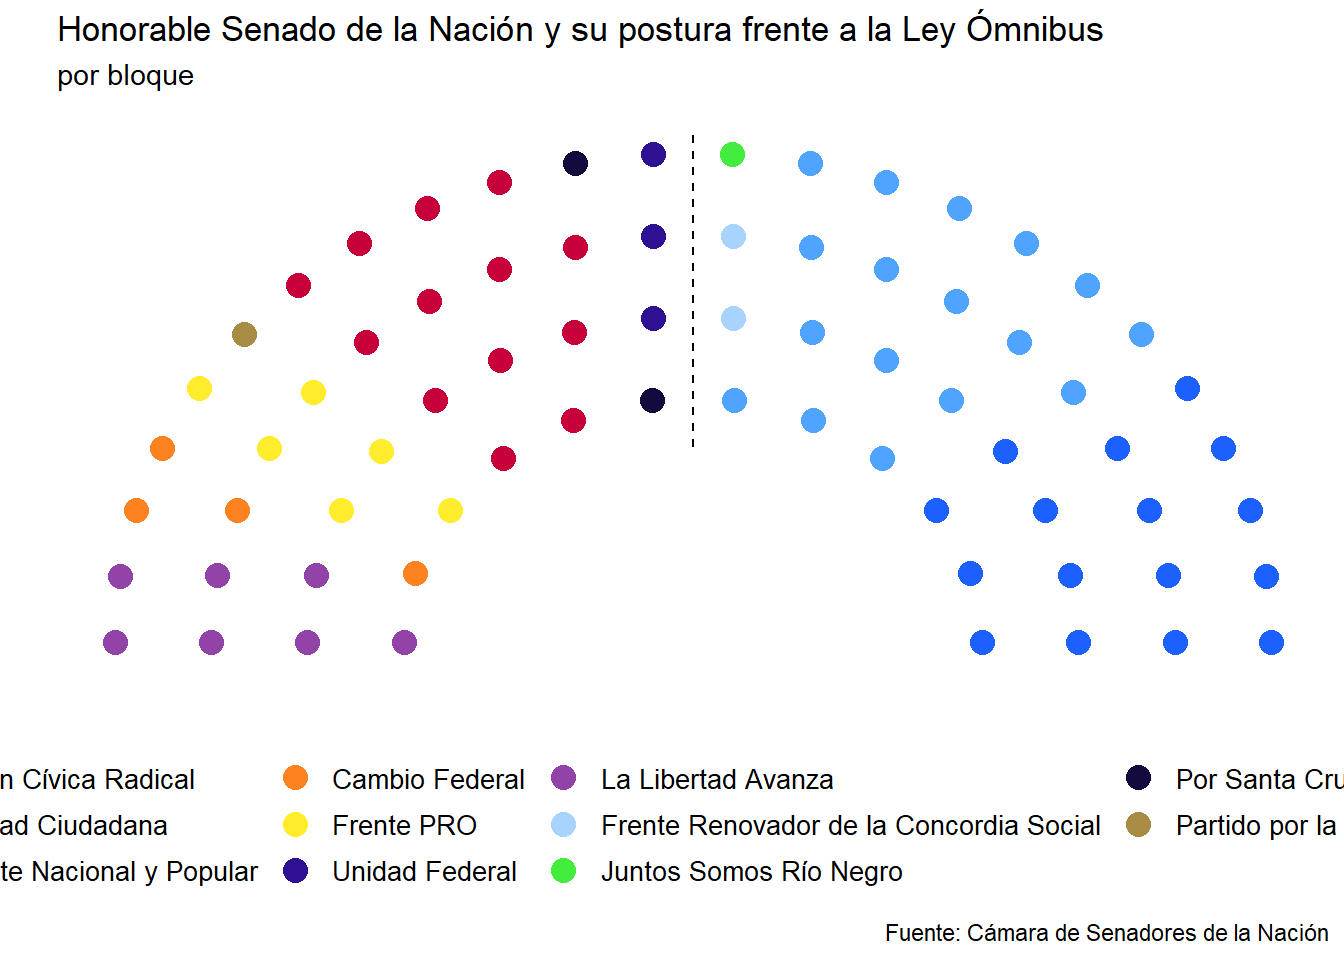 Honorable Senado de la Nación y su postura frente a la Ley Ómnibus
por bloque
n Cívica Radical Cambio Federal La Libertad Avanza Por Santa Cru
ad Ciudadana Frente PRO Frente Renovador de la Concordia Social Partido por la
te Nacional y Popular Unidad Federal Juntos Somos Río Negro
Fuente: Cámara de Senadores de la Nación